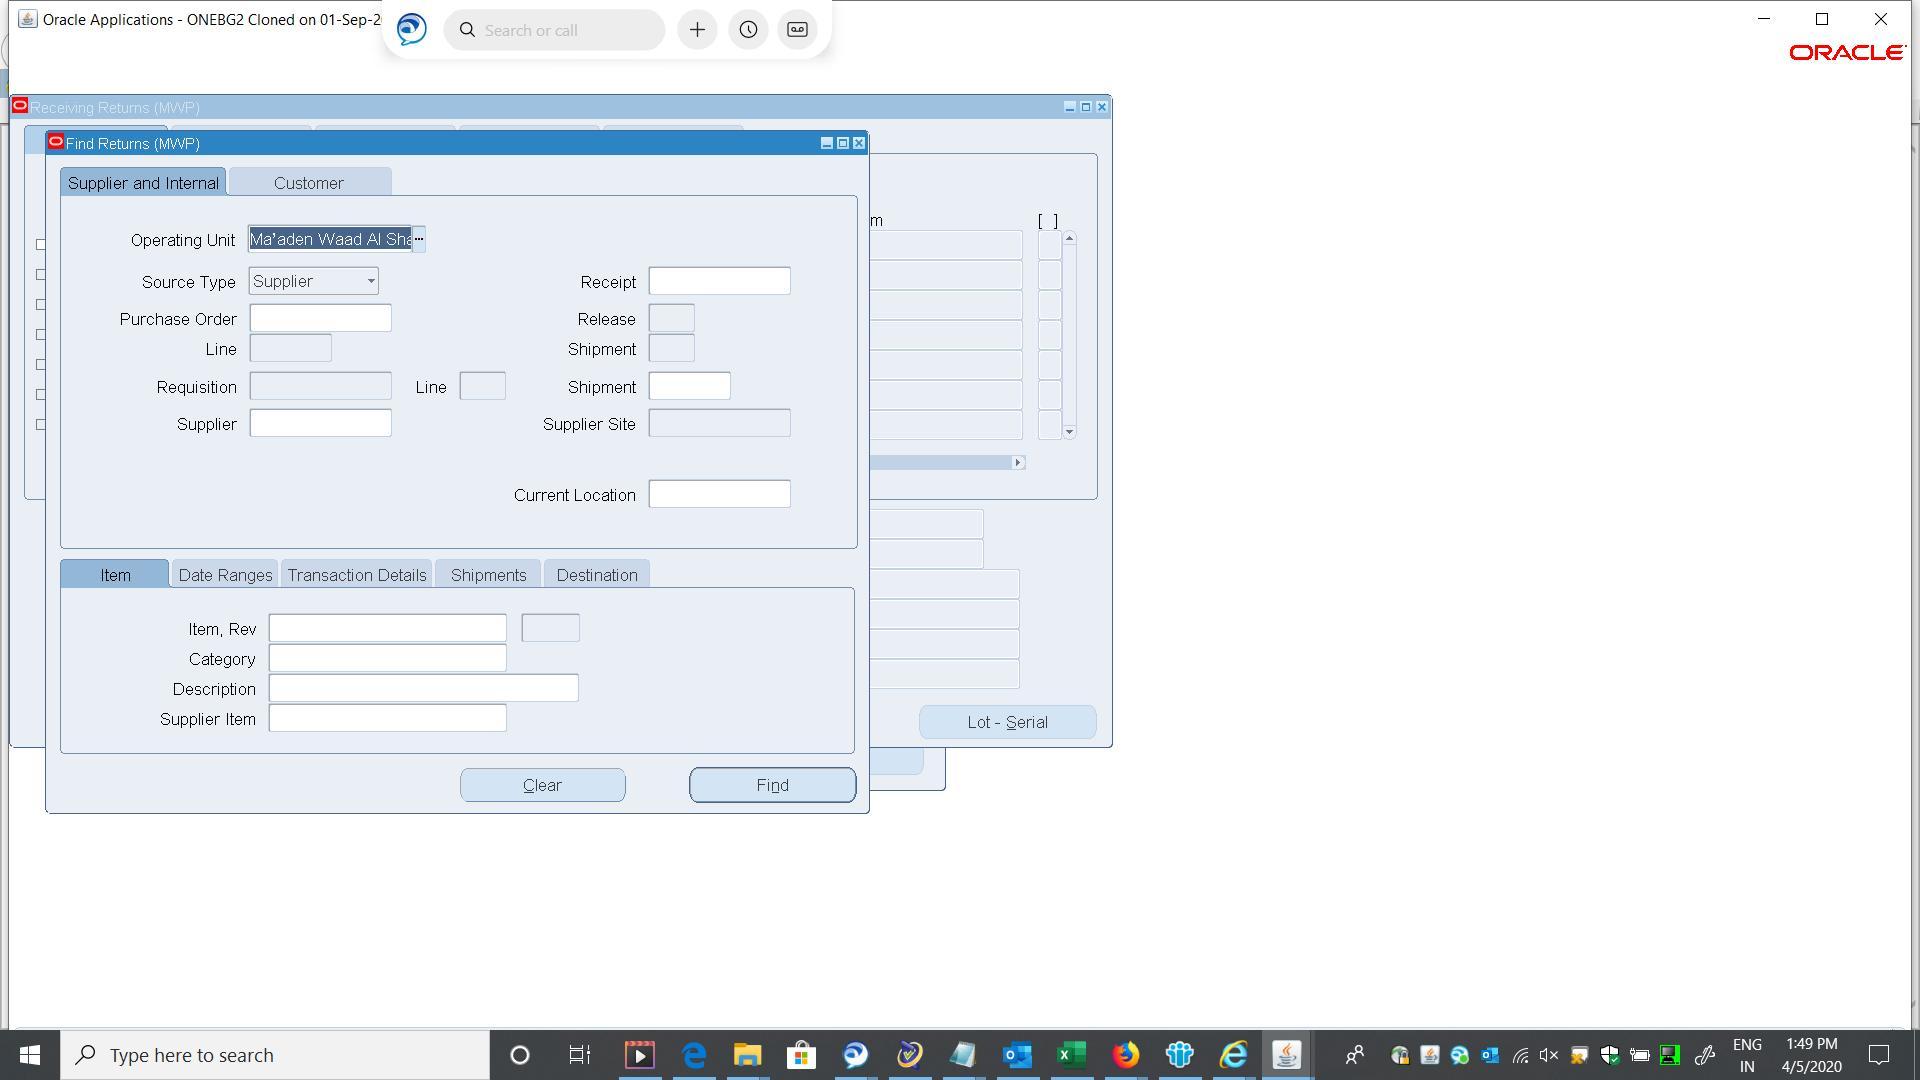 Oracle Applications - ONEBG2 Cloned on 01-Sep-2
Search or call
ORACLE
Receiving Returns (MWP)
Find Returns (MWP)
Supplier and Internal
Customer
m
[ ]
Operating Unit
Ma'aden Waad Al Sha
Source Type
Supplier
Receipt
Purchase Order
Release
Line
Shipment
Requisition
Line
Shipment
Supplier
Supplier Site
Current Location
Item
Date Ranges
Transaction Details
Shipments
Destination
Item, Rev
Category
Description
Supplier Item
Lot - Serial
Clear
Find
Type here to search
ENG
IN
1:49 PM
4/5/2020